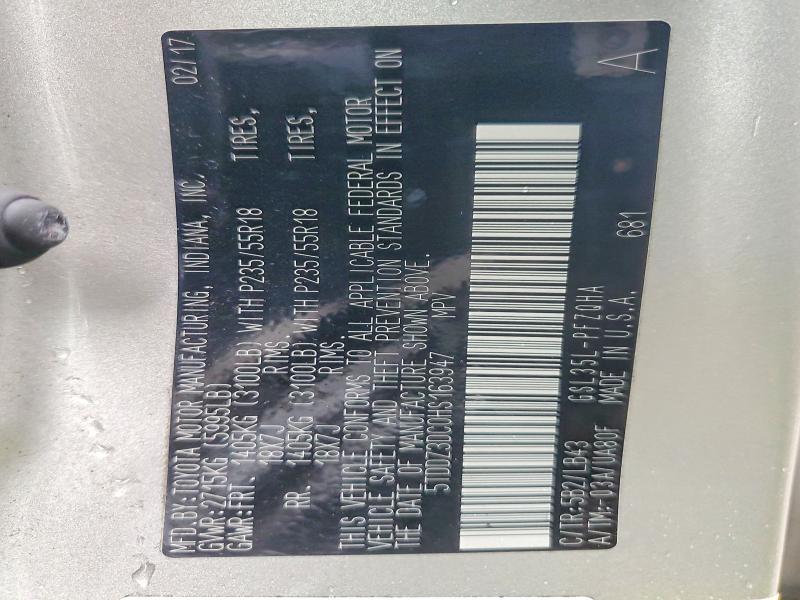 MFD.BY:TOYOTA MOTOR MANUFACTURING, INDIANA, INC. 02/17
GVWR:2715KG (5995LB)
GAWR:FRT. 1405KG (3100LB) WITH P235/55R18 TIRES,
18X7J RIMS.
RR. 1405KG (3100LB) WITH P235/55R18 TIRES,
18X7J RIMS.
THIS VEHICLE CONFORMS TO ALL APPLICABLE FEDERAL MOTOR
VEHICLE SAFETY AND THEFT PREVENTION STANDARDS IN EFFECT ON
THE DATE OF MANUFACTURE SHOWN ABOVE.
5TDDZ3DC0HS163947 MPV
C/TR:5B2/LB43 GSL35L-PFZQHA
A/TM:-03A/UA80F MADE IN U.S.A. 681 A